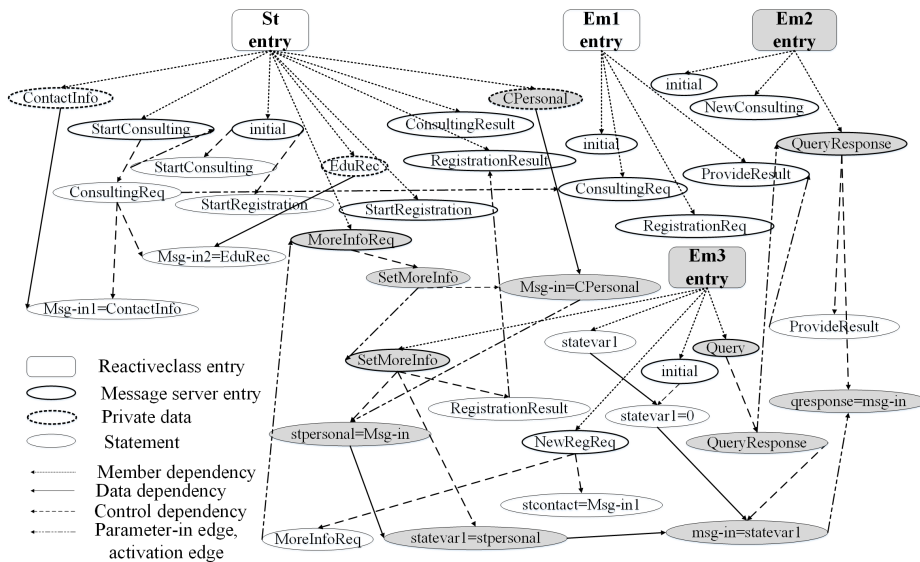 St
entry
Em1
entry
Em2
entry
ContactInfo
CPersonal
initial
NewConsulting
StartConsulting
initial
ConsultingResult
initial
QueryResponse
StartConsulting
EduRec
RegistrationResult
ProvideResult
ConsultingReq
StartRegistration
StartRegistration
ConsultingReq
RegistrationReq
MoreInfoReq
Msg-in2=EduRec
Em3
entry
SetMoreInfo
Msg-in=CPersonal
Msg-in1=ContactInfo
statevar1
ProvideResult
Query
SetMoreInfo
initial
Reactiveclass entry
Message server entry
Private data
Statement
RegistrationResult
statevar1=0
qresponse=msg-in
stpersonal=Msg-in
NewRegReq
QueryResponse
Member dependency
Data dependency
Control dependency
Parameter-in edge,
activation edge
stcontact=Msg-in1
MoreInfoReq
statevar1=stpersonal
msg-in=statevar1